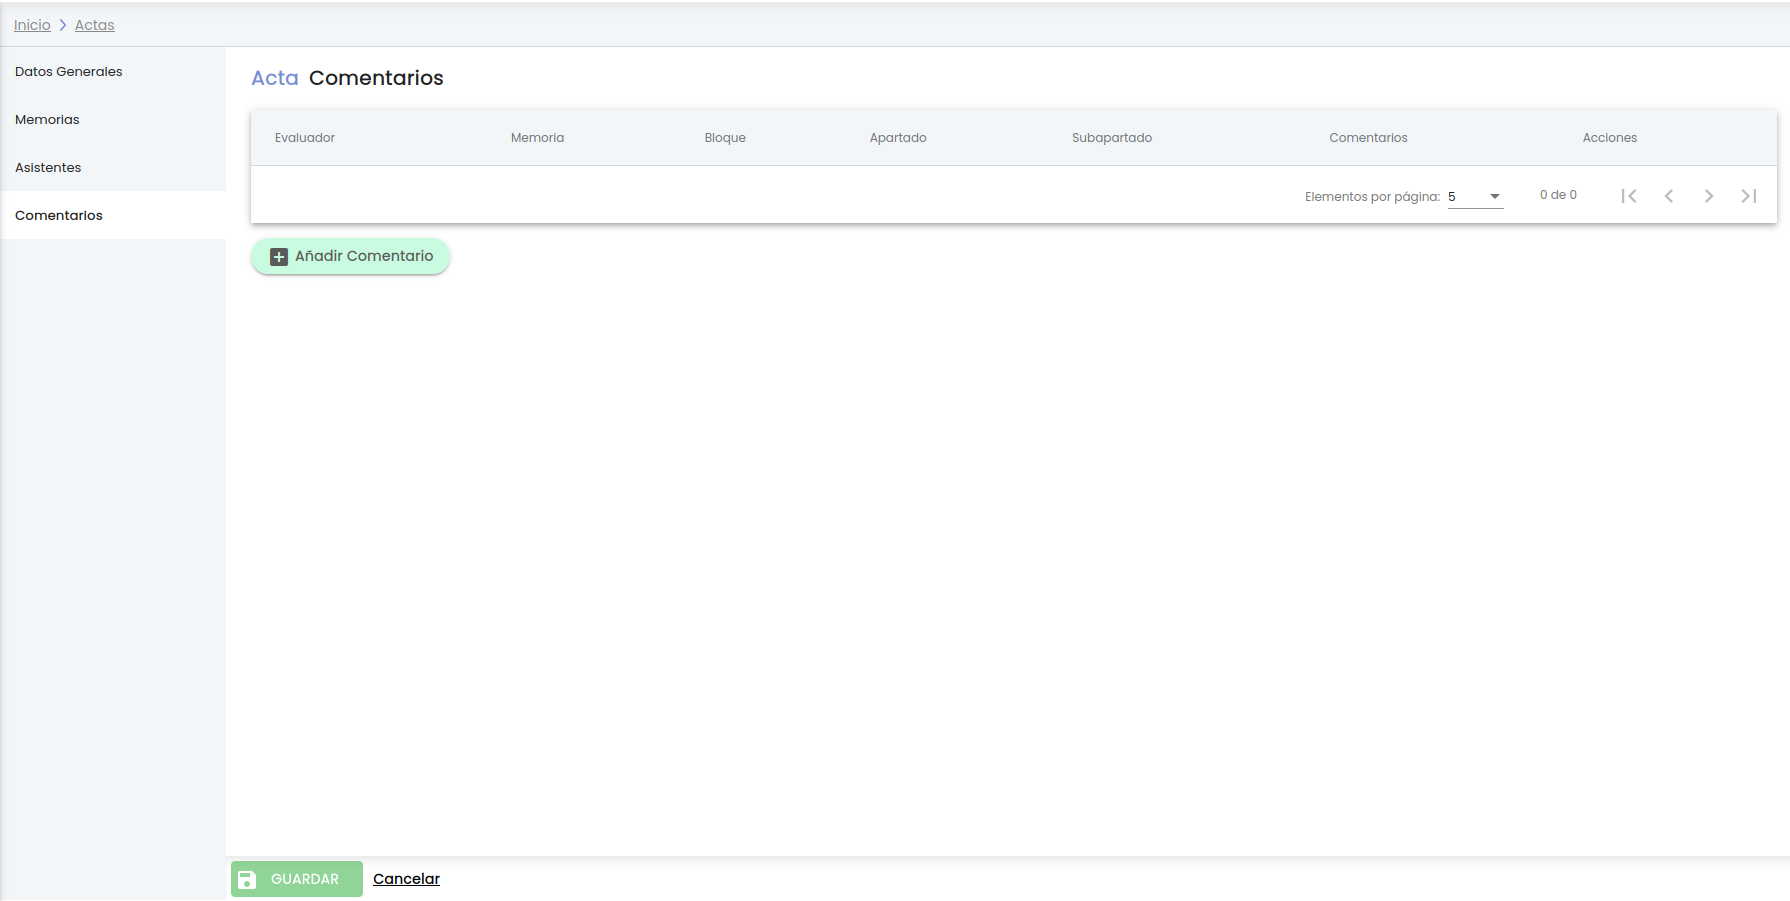 Inicio > Actas
Datos Generales
Memorias
Asistentes
Comentarios
Acta Comentarios
Evaluador Memoria Bloque Apartado Subapartado Comentarios Acciones
Elementos por página: 5 0 de 0
Añadir Comentario
GUARDAR Cancelar